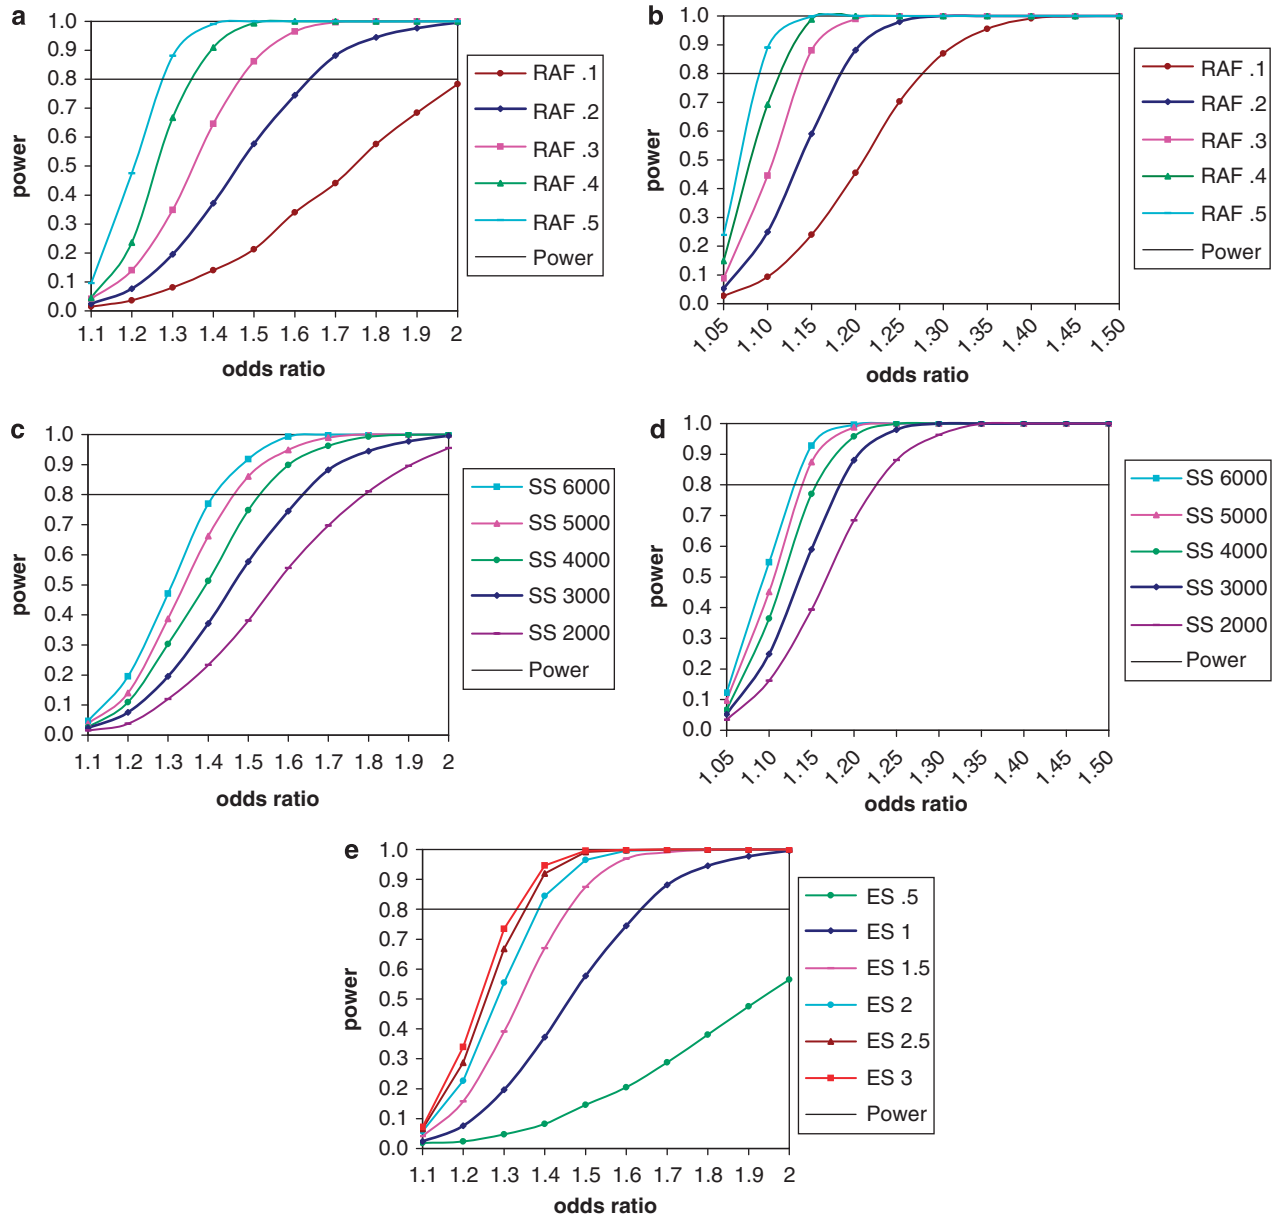 a
1.0
0.9
0.8
0.7
0.6
0.5
0.4
0.3
0.2
0.1
0.0
power
1.1 1.2 1.3 1.4 1.5 1.6 1.7 1.8 1.9 2
odds ratio
RAF .1
RAF .2
RAF .3
RAF .4
RAF .5
Power
b
1.0
0.9
0.8
0.7
0.6
0.5
0.4
0.3
0.2
0.1
0.0
power
1.05 1.10 1.15 1.20 1.25 1.30 1.35 1.40 1.45 1.50
odds ratio
RAF .1
RAF .2
RAF .3
RAF .4
RAF .5
Power
c
1.0
0.9
0.8
0.7
0.6
0.5
0.4
0.3
0.2
0.1
0.0
power
1.1 1.2 1.3 1.4 1.5 1.6 1.7 1.8 1.9 2
odds ratio
SS 6000
SS 5000
SS 4000
SS 3000
SS 2000
Power
d
1.0
0.9
0.8
0.7
0.6
0.5
0.4
0.3
0.2
0.1
0.0
power
1.05 1.10 1.15 1.20 1.25 1.30 1.35 1.40 1.45 1.50
odds ratio
SS 6000
SS 5000
SS 4000
SS 3000
SS 2000
Power
e
1.0
0.9
0.8
0.7
0.6
0.5
0.4
0.3
0.2
0.1
0.0
power
1.1 1.2 1.3 1.4 1.5 1.6 1.7 1.8 1.9 2
odds ratio
ES .5
ES 1
ES 1.5
ES 2
ES 2.5
ES 3
Power